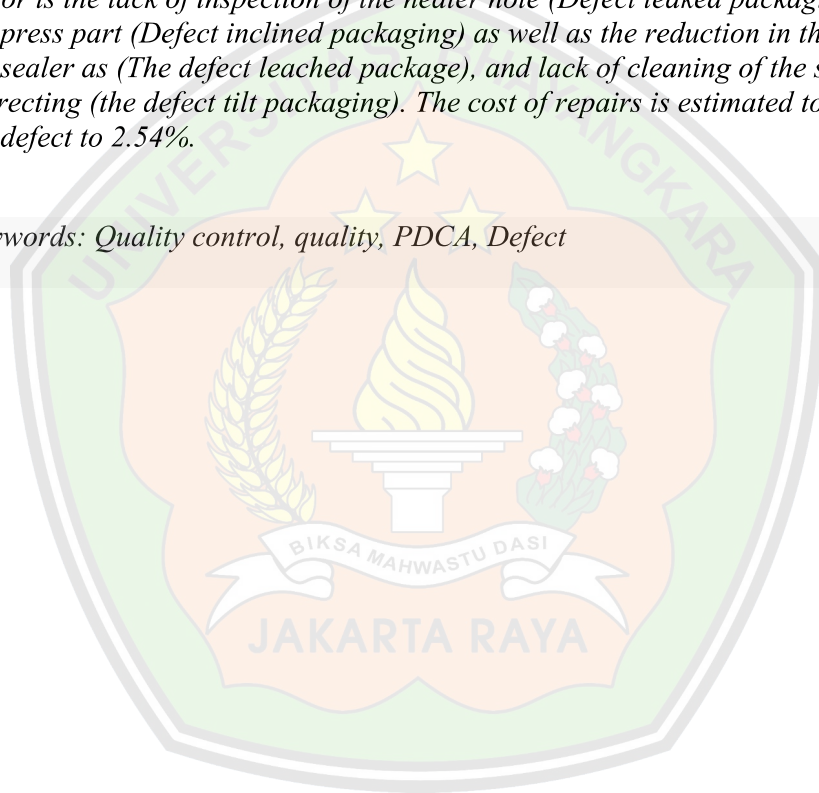 or is the lack of inspection of the heater hole (Defect leaked packag
press part (Defect inclined packaging) as well as the reduction in th
sealer as (The defect leached package), and lack of cleaning of the s
recting (the defect tilt packaging). The cost of repairs is estimated to
defect to 2.54%.
ywords: Quality control, quality, PDCA, Defect
UNIVERSITAS BHAYANGKARA
BIKSA MAHWASTU DASI
JAKARTA RAYA